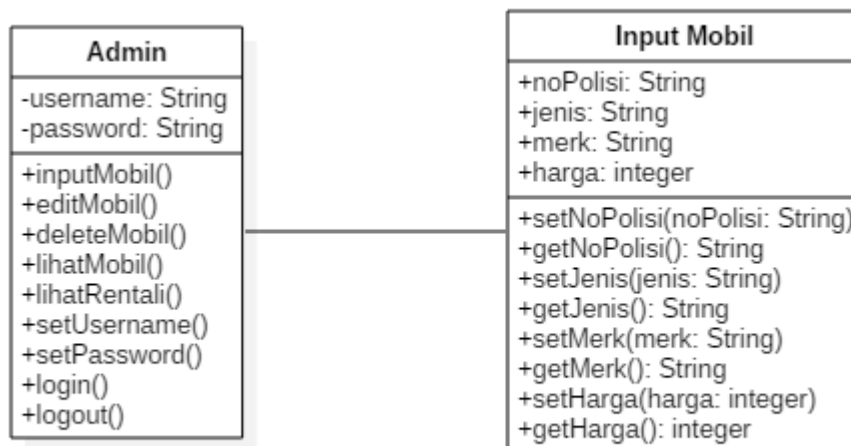 Admin
-username: String
-password: String
+inputMobil()
+editMobil()
+deleteMobil()
+lihatMobil()
+lihatRentali()
+setUsername()
+setPassword()
+login()
+logout()
Input Mobil
+noPolisi: String
+jenis: String
+merk: String
+harga: integer
+setNoPolisi(noPolisi: String)
+getNoPolisi(): String
+setJenis(jenis: String)
+getJenis(): String
+setMerk(merk: String)
+getMerk(): String
+setHarga(harga: integer)
+getHarga(): integer